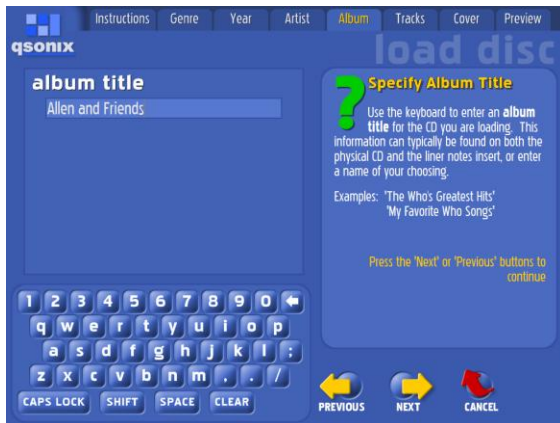 Instructions Genre Year Artist Album Tracks Cover Preview
qsonix
load disc
album title
Allen and Friends
Specify Album Title
?
Use the keyboard to enter an album
title for the CD you are loading. This
information can typically be found on both the
physical CD and the liner notes insert, or enter
a name of your choosing.
Examples: 'The Who's Greatest Hits'
'My Favorite Who Songs'
Press the 'Next' or 'Previous' buttons to
continue
1 2 3 4 5 6 7 8 9 0
q w e r t y u i o p
a s d f g h j k l ;
z x c v b n m , . /
CAPS LOCK SHIFT SPACE CLEAR
PREVIOUS NEXT CANCEL